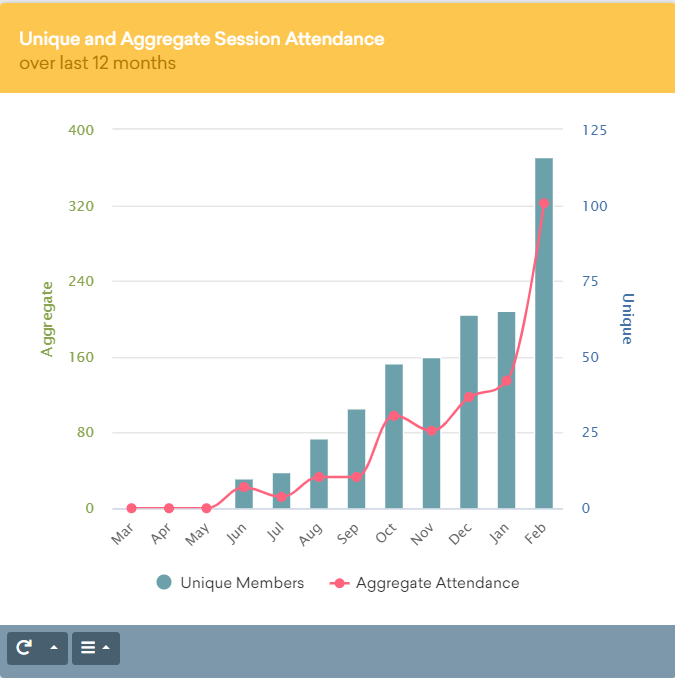 Unique and Aggregate Session Attendance
over last 12 months
400
320
240
160
80
0
Aggregate
125
100
75
50
25
0
Unique
Mar
Apr
May
Jun
Jul
Aug
Sep
Oct
Nov
Dec
Jan
Feb
Unique Members
Aggregate Attendance